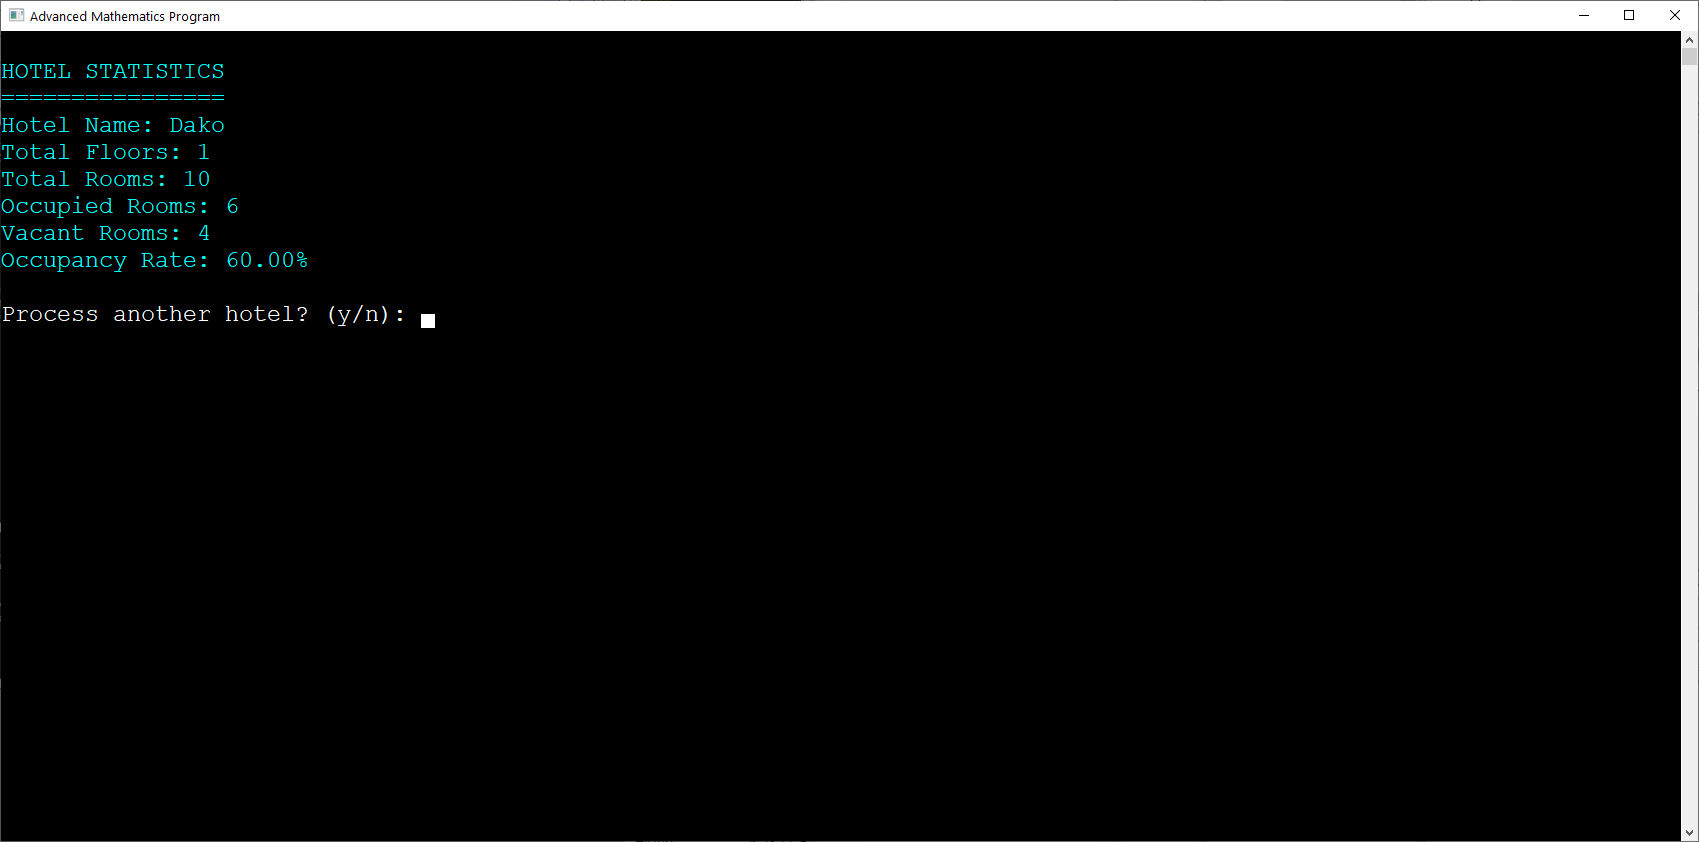 Advanced Mathematics Program
HOTEL STATISTICS
================
Hotel Name: Dako
Total Floors: 1
Total Rooms: 10
Occupied Rooms: 6
Vacant Rooms: 4
Occupancy Rate: 60.00%
Process another hotel? (y/n):